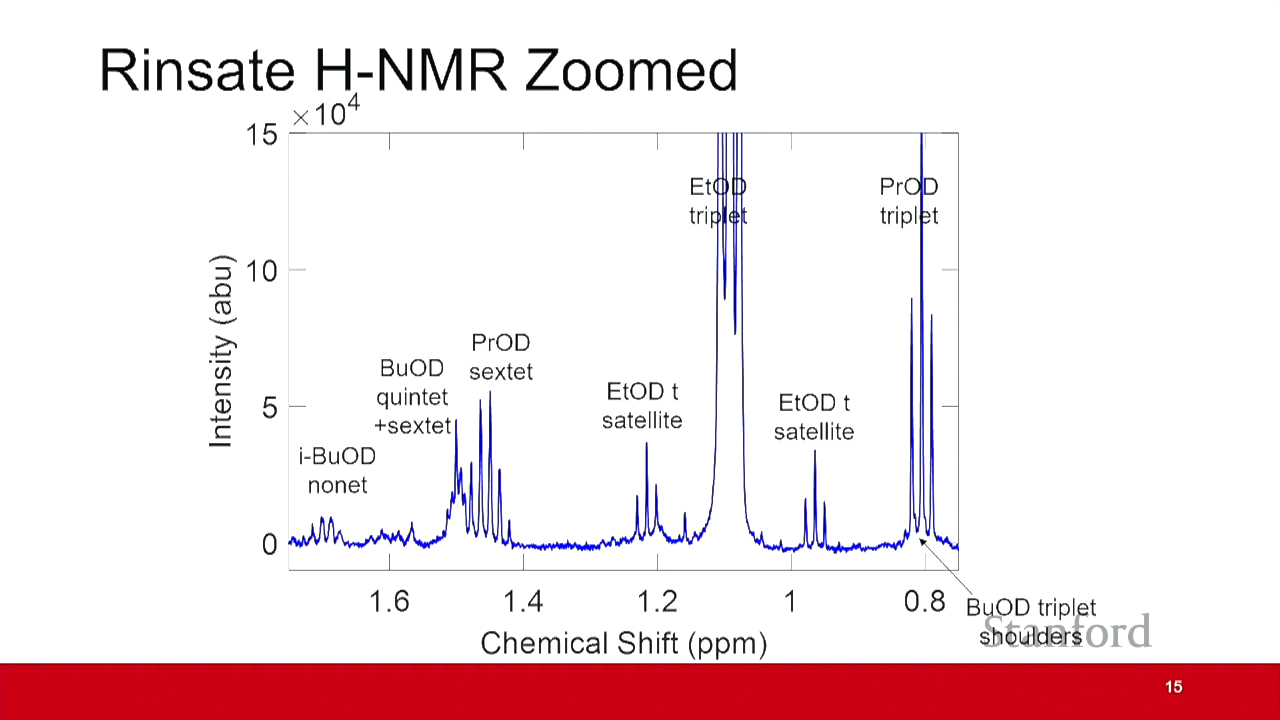 Rinsate H-NMR Zoomed
×10⁴
15
10
5
0
Intensity (abu)
EtOD
triplet
PrOD
triplet
PrOD
sextet
BuOD
quintet
+sextet
i-BuOD
nonet
EtOD t
satellite
EtOD t
satellite
1.6
1.4
1.2
1
0.8
Chemical Shift (ppm)
BuOD triplet
shoulders
Stanford
15